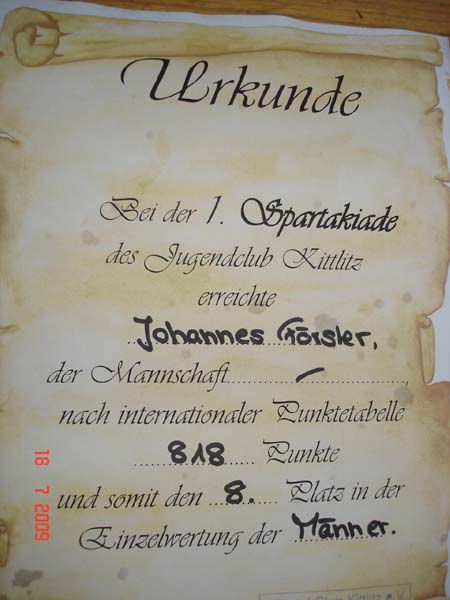 Urkunde
Bei der 1. Spartakiade
des Jugendclub Kittlitz
erreichte
Johannes
der Mannschaft........–........,
nach internationaler Punktetabelle
818 Punkte
und somit den 8. Platz in der
Einzelwertung der Männer.
Kittlitz e.V.
18 7 2009